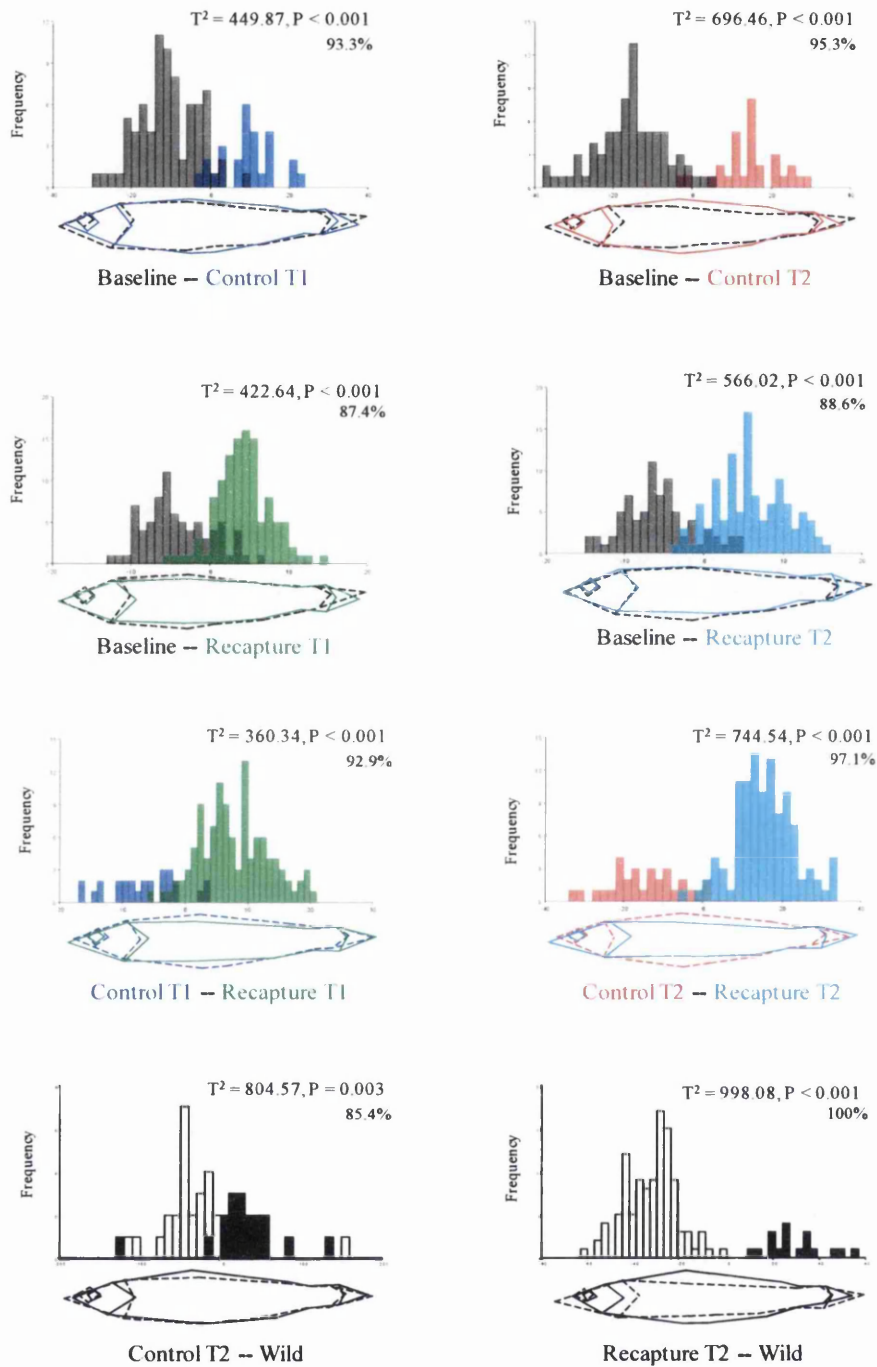 T² = 449.87, P < 0.001
93.3%
Frequency
Baseline – Control T1
T² = 696.46, P < 0.001
95.3%
Frequency
Baseline – Control T2
T² = 422.64, P < 0.001
87.4%
Frequency
Baseline – Recapture T1
T² = 566.02, P < 0.001
88.6%
Frequency
Baseline – Recapture T2
T² = 360.34, P < 0.001
92.9%
Frequency
Control T1 – Recapture T1
T² = 744.54, P < 0.001
97.1%
Frequency
Control T2 – Recapture T2
T² = 804.57, P = 0.003
85.4%
Frequency
Control T2 – Wild
T² = 998.08, P < 0.001
100%
Frequency
Recapture T2 – Wild